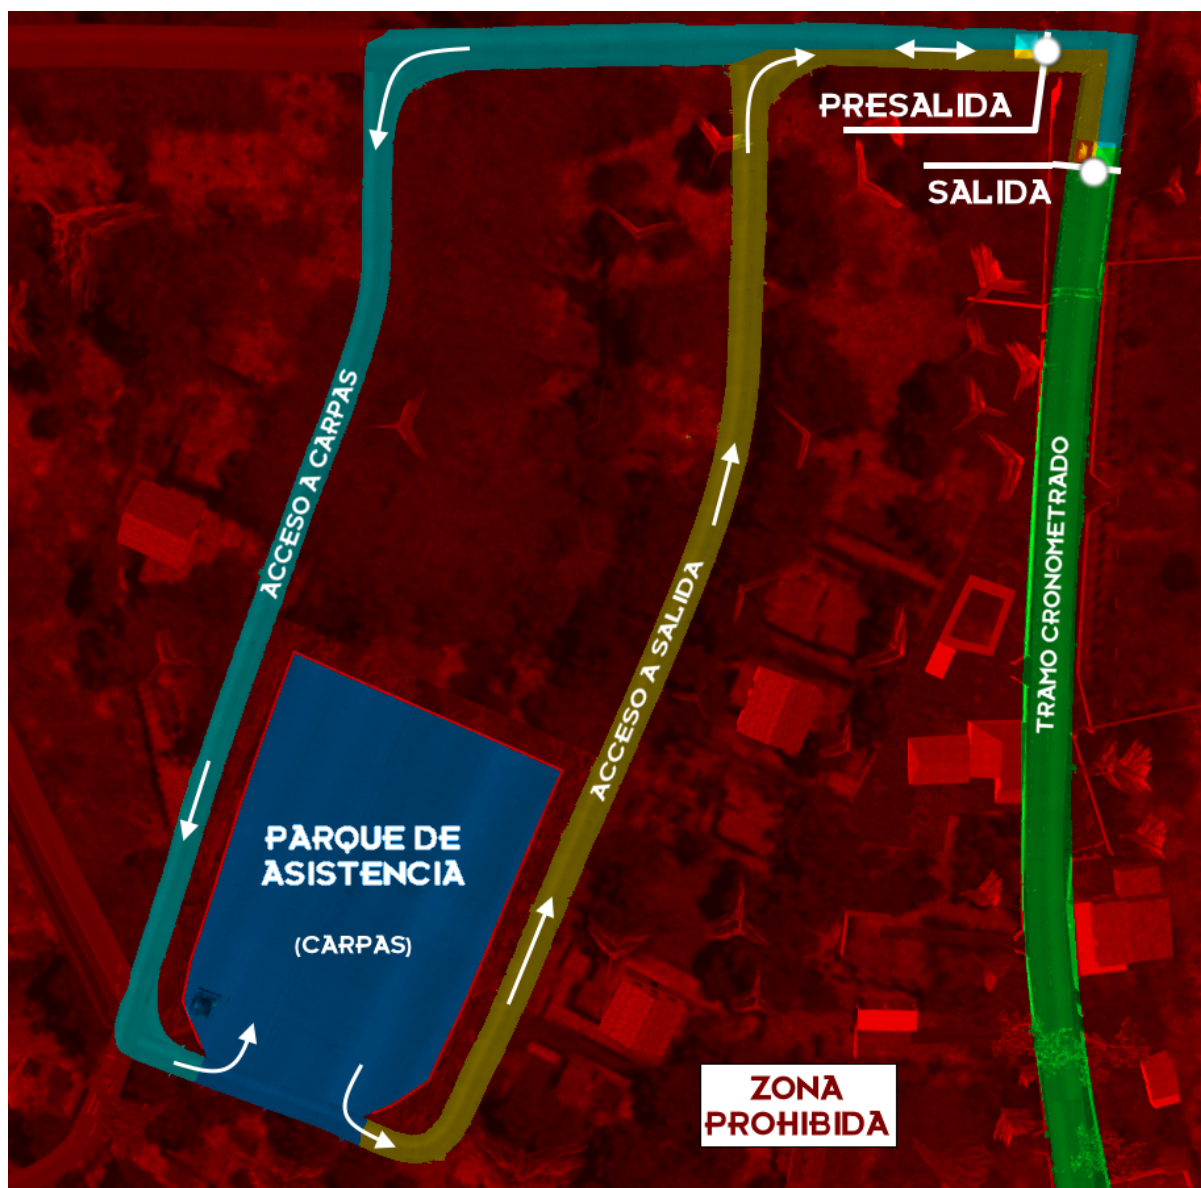 PRESALIDA
SALIDA
ACCESO A CARPAS
TRAMO CRONOMETRADO
ACCESO A SALIDA
PARQUE DE
ASISTENCIA
(CARPAS)
ZONA
PROHIBIDA